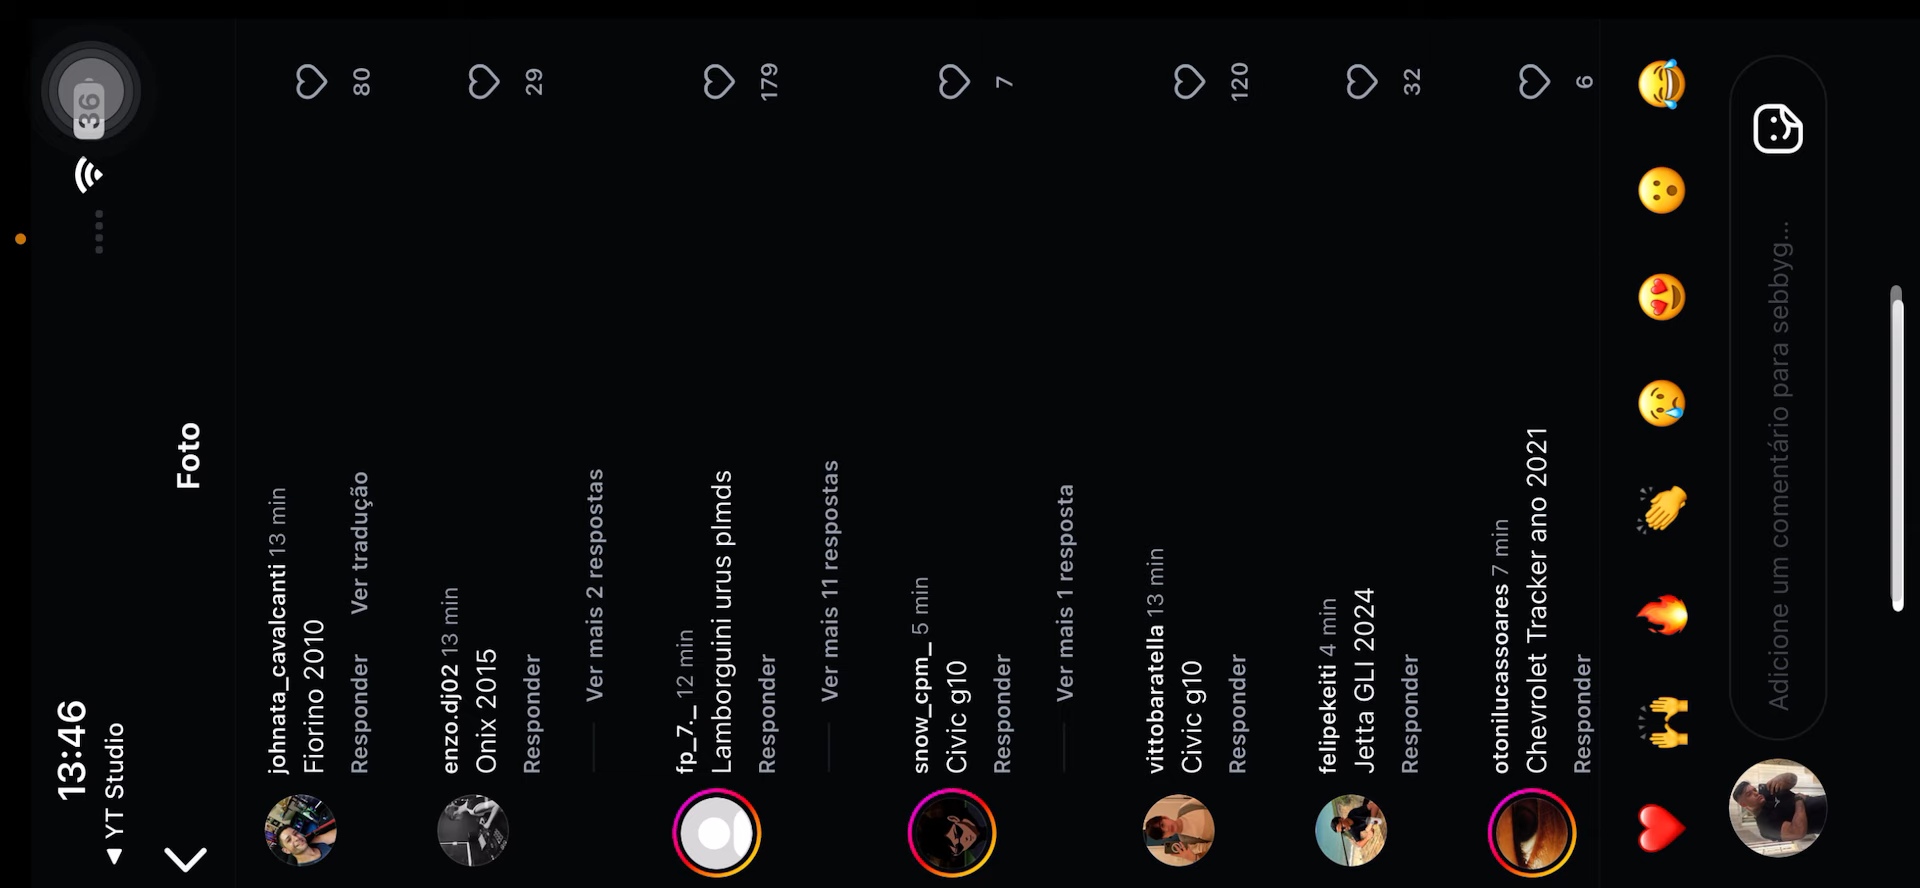 13:46
◀ YT Studio
36
Foto
johnata_cavalcanti 13 min
Fiorino 2010
Responder Ver tradução
80
enzo.dj02 13 min
Onix 2015
Responder
29
Ver mais 2 respostas
fp_7._ 12 min
Lamborguini urus plmds
Responder
179
Ver mais 11 respostas
snow_cpm_ 5 min
Civic g10
Responder
7
Ver mais 1 resposta
vittobaratella 13 min
Civic g10
Responder
120
felipekeiti 4 min
Jetta GLI 2024
Responder
32
otonilucassoares 7 min
Chevrolet Tracker ano 2021
Responder
6
Adicione um comentário para sebbyg...